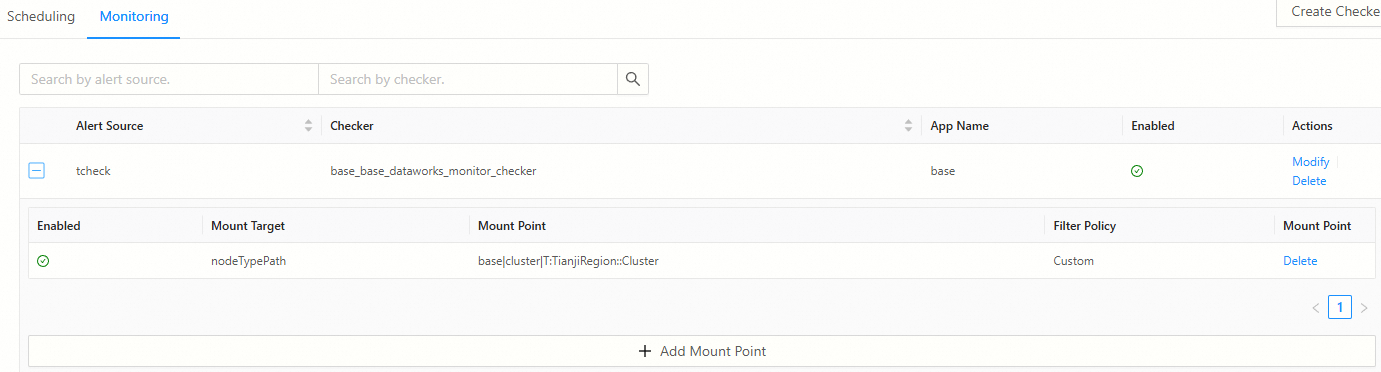 Scheduling Monitoring Create Checke
Search by alert source. Search by checker.
Alert Source Checker App Name Enabled Actions
tcheck base_base_dataworks_monitor_checker base Modify
Delete
Enabled Mount Target Mount Point Filter Policy Mount Point
nodeTypePath base|cluster|T:TianjiRegion::Cluster Custom Delete
< 1 >
+ Add Mount Point